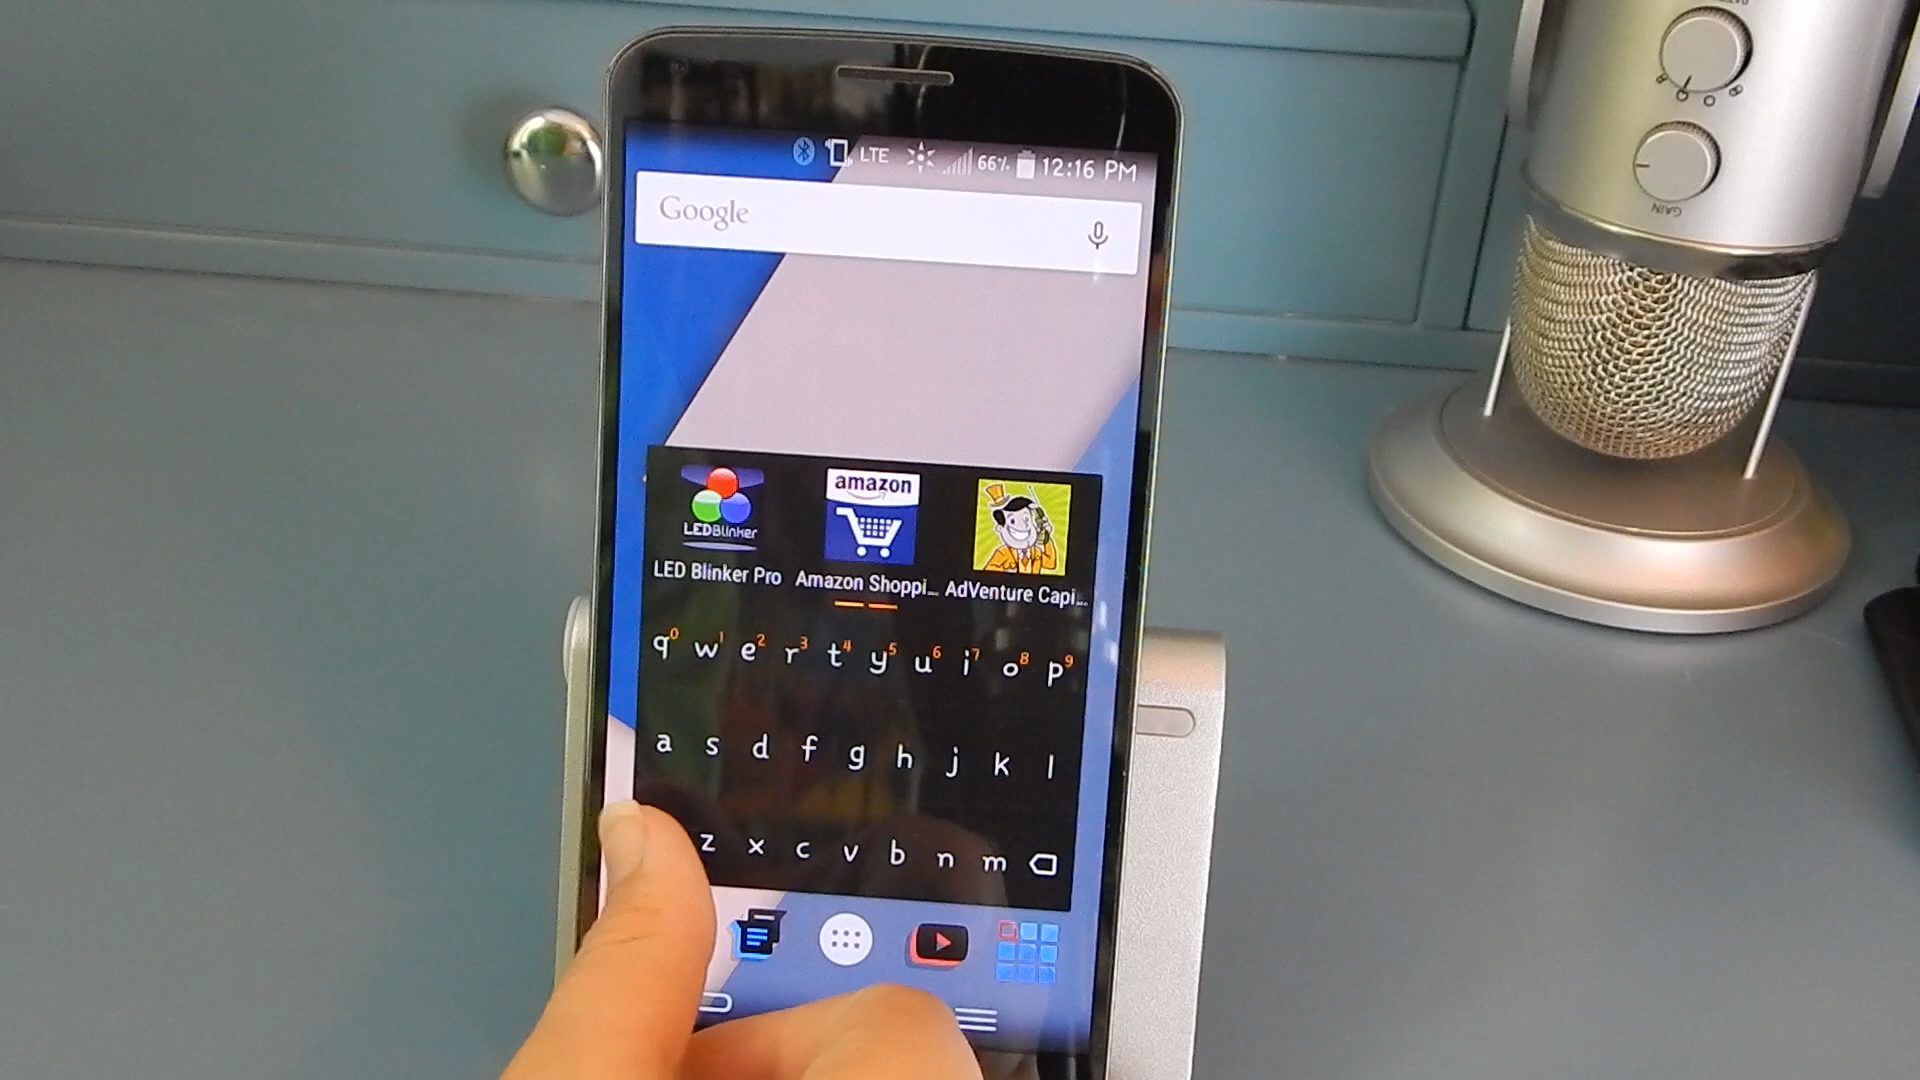 LTE 66% 12:16 PM
Google
amazon
LEDBlinker
LED Blinker Pro Amazon Shoppi... AdVenture Capi...
q0 w1 e2 r3 t4 y5 u6 i7 o8 p9
a s d f g h j k l
z x c v b n m
GAIN